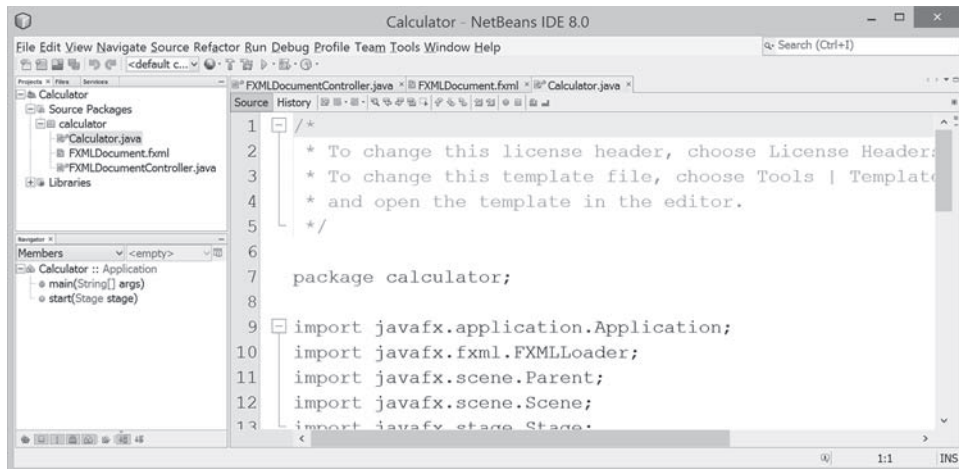 Calculator - NetBeans IDE 8.0
File Edit View Navigate Source Refactor Run Debug Profile Team Tools Window Help
Search (Ctrl+I)
<default c...
Projects × Files Services
Calculator
Source Packages
calculator
Calculator.java
FXMLDocument.fxml
FXMLDocumentController.java
Libraries
Navigator ×
Members <empty>
Calculator :: Application
main(String[] args)
start(Stage stage)
FXMLDocumentController.java × FXMLDocument.fxml × Calculator.java ×
Source History
1 /*
2 * To change this license header, choose License Header
3 * To change this template file, choose Tools | Template
4 * and open the template in the editor.
5 */
6
7 package calculator;
8
9 import javafx.application.Application;
10 import javafx.fxml.FXMLLoader;
11 import javafx.scene.Parent;
12 import javafx.scene.Scene;
13 import javafx.stage.Stage;
1:1 INS